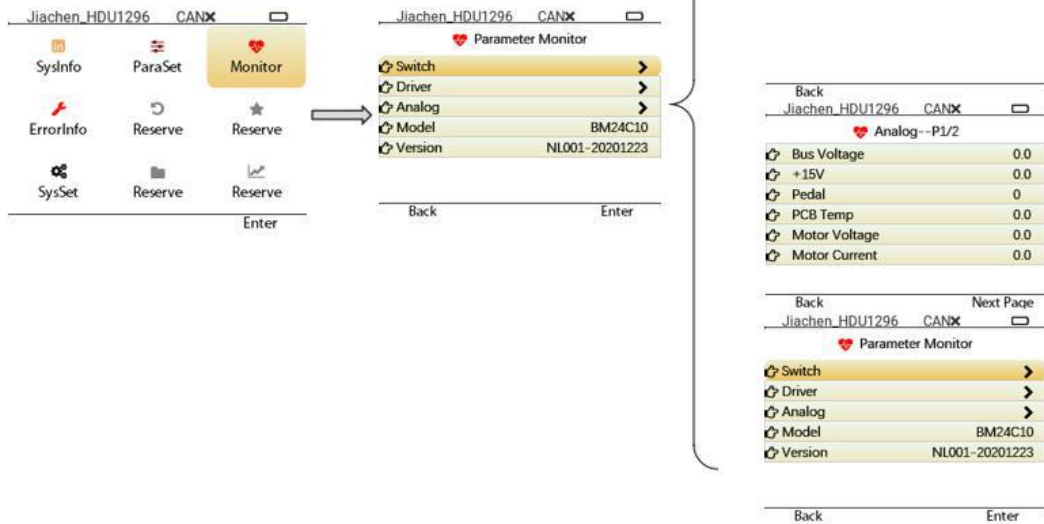 Jiachen_HDU1296 CAN✖
SysInfo ParaSet Monitor
ErrorInfo Reserve Reserve
SysSet Reserve Reserve
Enter
Jiachen_HDU1296 CAN✖
Parameter Monitor
Switch
Driver
Analog
Model BM24C10
Version NL001-20201223
Back Enter
Back
Jiachen_HDU1296 CAN✖
Analog--P1/2
Bus Voltage 0.0
+15V 0.0
Pedal 0
PCB Temp 0.0
Motor Voltage 0.0
Motor Current 0.0
Back Next Page
Jiachen_HDU1296 CAN✖
Parameter Monitor
Switch
Driver
Analog
Model BM24C10
Version NL001-20201223
Back Enter